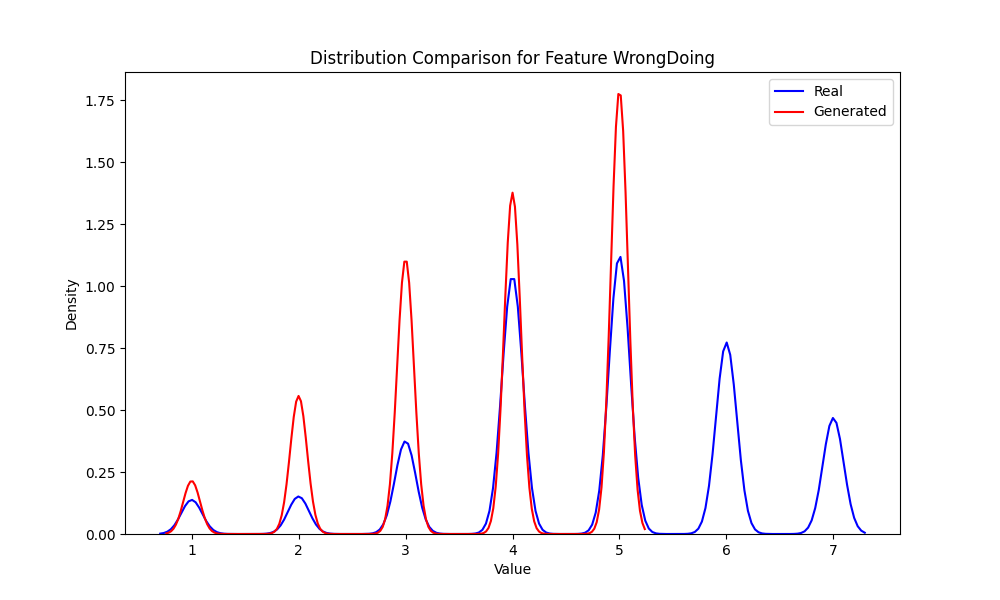 Distribution Comparison for Feature WrongDoing
Real
Generated
Density
1.75
1.50
1.25
1.00
0.75
0.50
0.25
0.00
1 2 3 4 5 6 7
Value